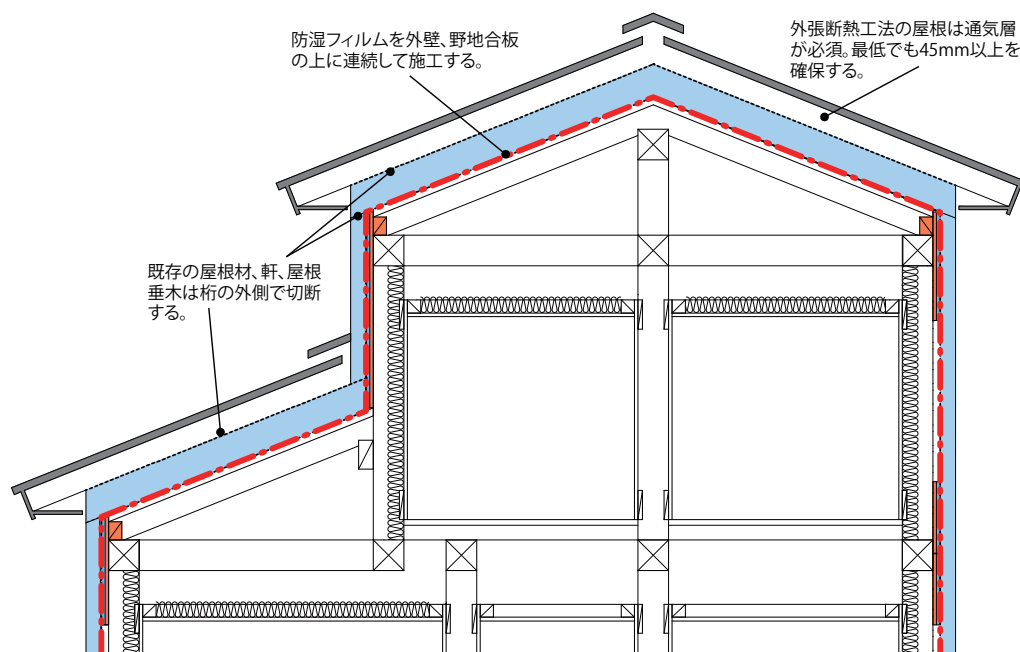 防湿フィルムを外壁、野地合板
の上に連続して施工する。
外張断熱工法の屋根は通気層
が必須。最低でも45mm以上を
確保する。
既存の屋根材、軒、屋根
垂木は桁の外側で切断
する。